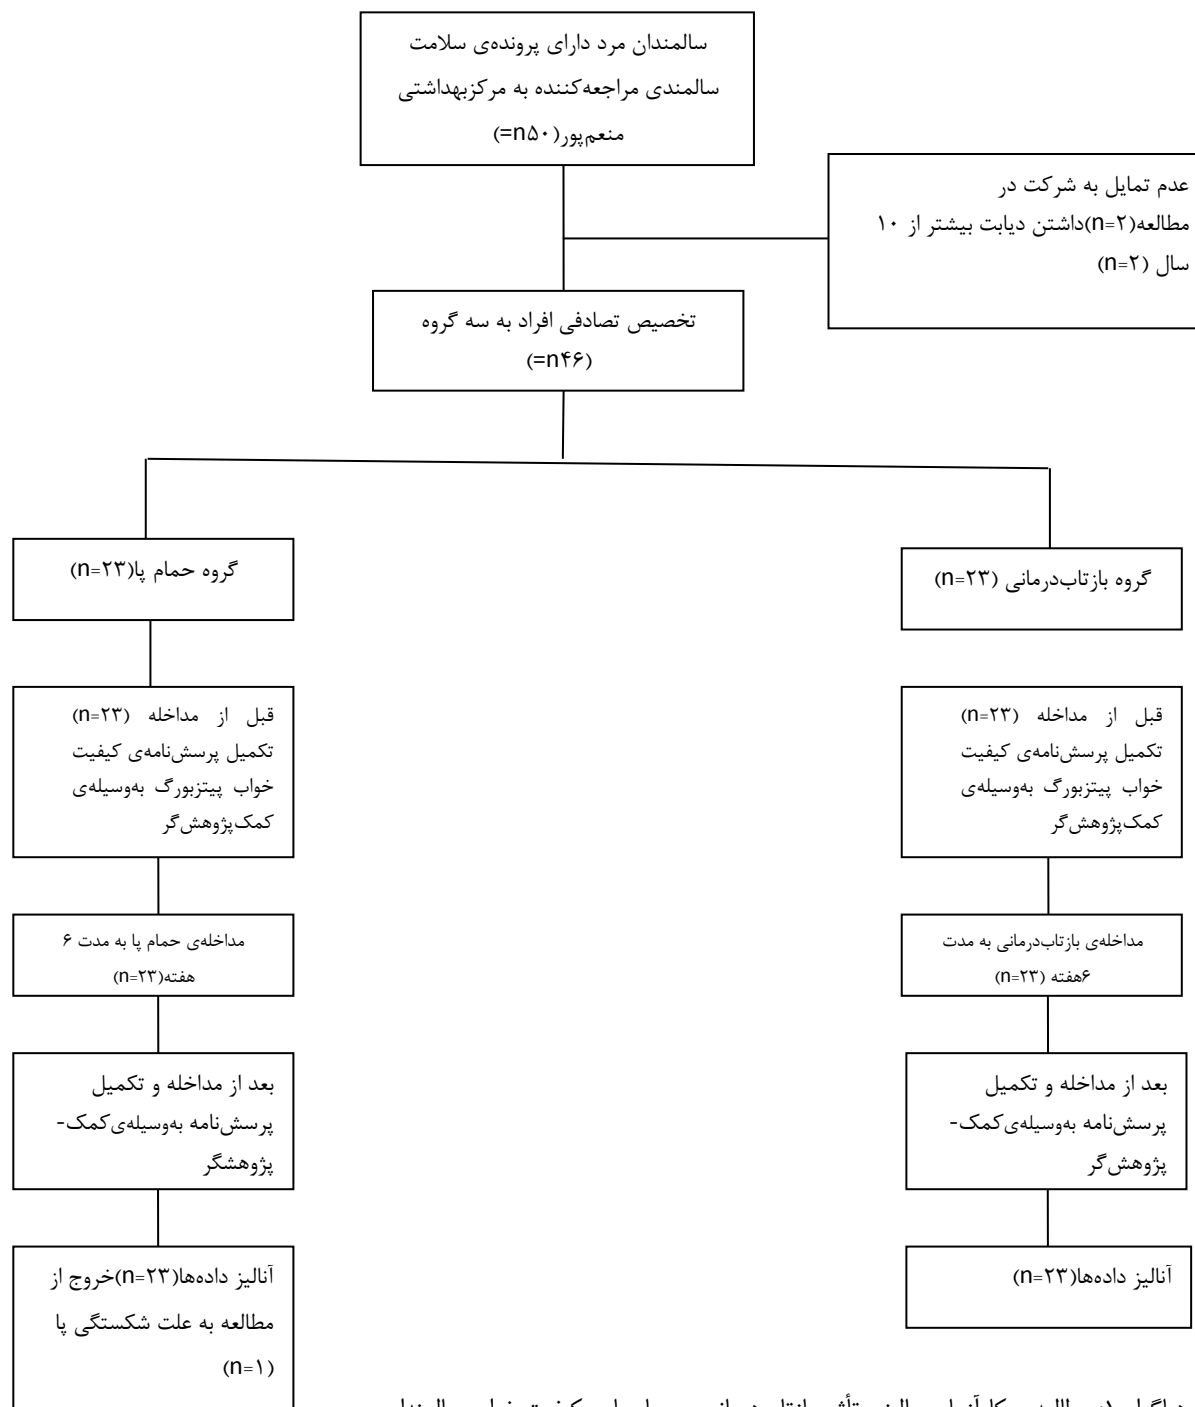 سالمندان مرد دارای پرونده‌ی سلامت
سالمندی مراجعه‌کننده به مرکزبهداشتی
منعم‌پور(n۵۰=)
عدم تمایل به شرکت در
مطالعه(n=۲)داشتن دیابت بیشتر از ۱۰
سال (n=۲)
تخصیص تصادفی افراد به سه گروه
(n۴۶=)
گروه بازتاب‌درمانی (n=۲۳)
قبل از مداخله (n=۲۳)
تکمیل پرسش‌نامه‌ی کیفیت
خواب پیتزبورگ به‌وسیله‌ی
کمک‌پژوهش‌گر
مداخله‌ی بازتاب‌درمانی به مدت
۶هفته (n=۲۳)
بعد از مداخله و تکمیل
پرسش‌نامه به‌وسیله‌ی کمک-
پژوهش‌گر
آنالیز داده‌ها(n=۲۳)
گروه حمام پا(n=۲۳)
قبل از مداخله (n=۲۳)
تکمیل پرسش‌نامه‌ی کیفیت
خواب پیتزبورگ به‌وسیله‌ی
کمک‌پژوهش‌گر
مداخله‌ی حمام پا به مدت ۶
هفته(n=۲۳)
بعد از مداخله و تکمیل
پرسش‌نامه به‌وسیله‌ی کمک-
پژوهشگر
آنالیز داده‌ها(n=۲۳)خروج از
مطالعه به علت شکستگی پا
(n=۱)